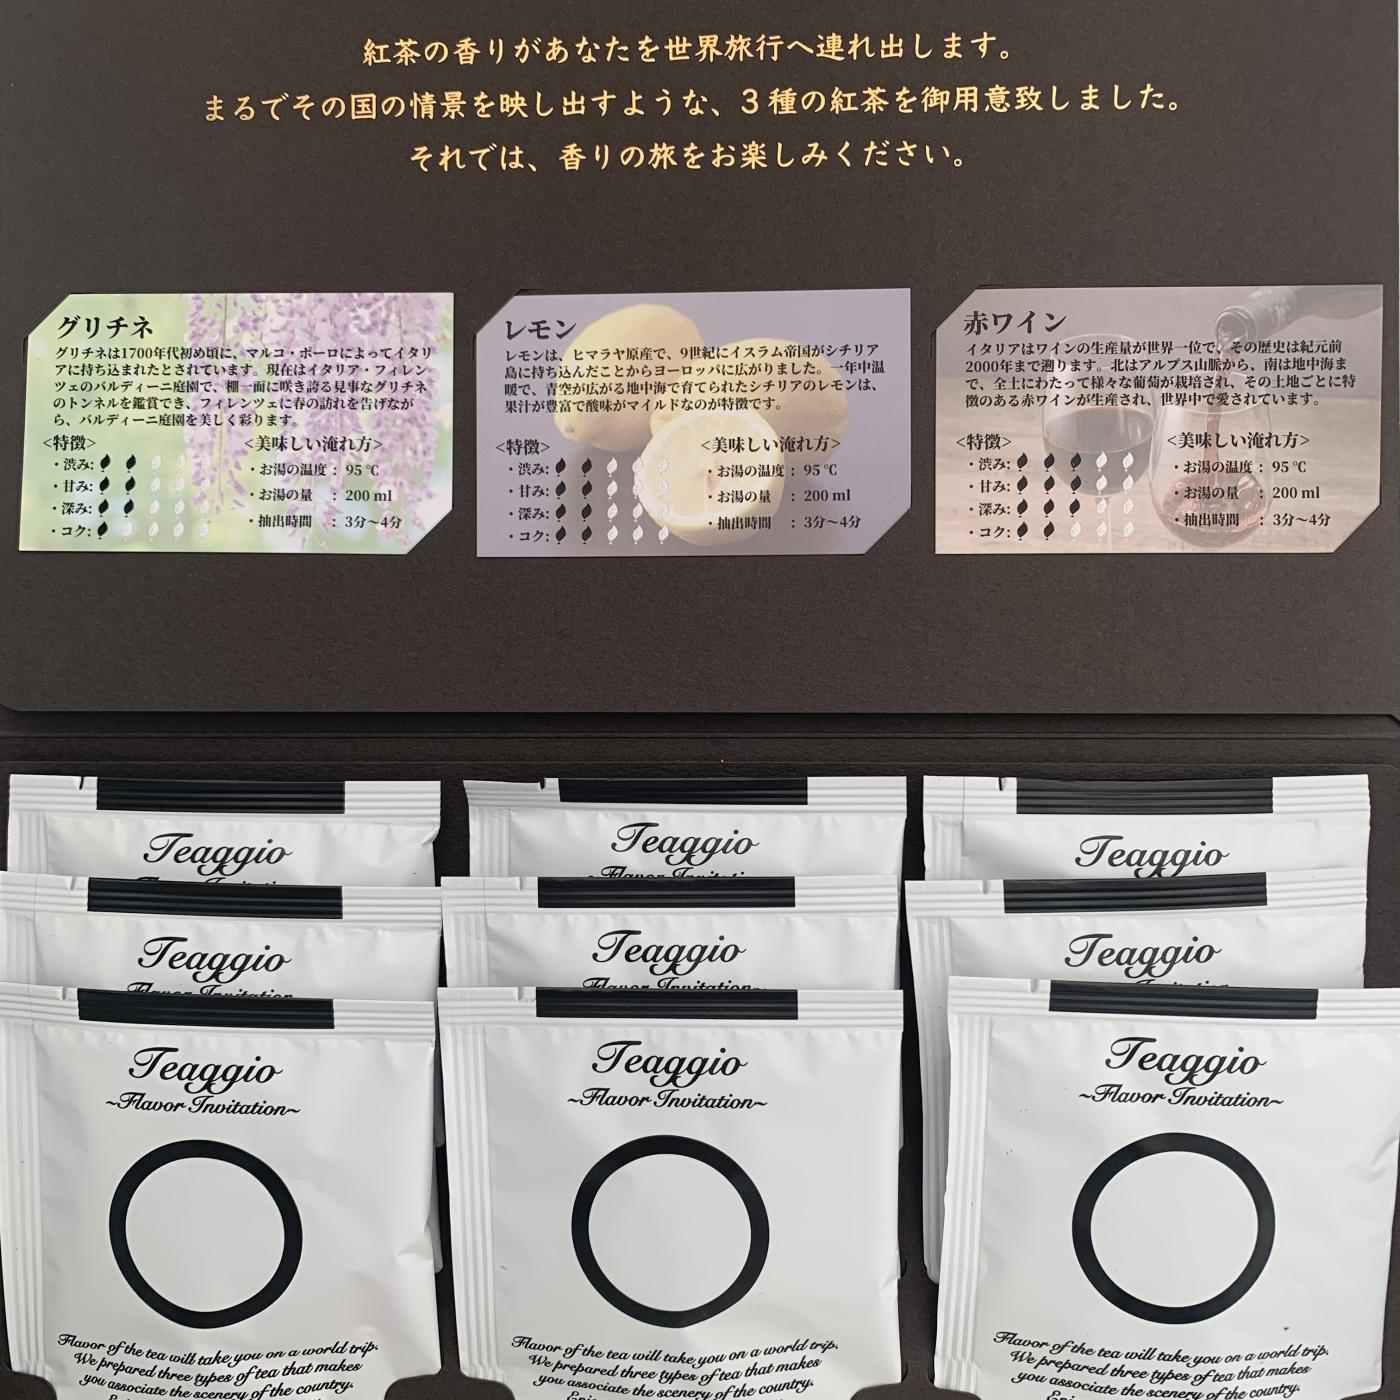 紅茶の香りがあなたを世界旅行へ連れ出します。
まるでその国の情景を映し出すような、3種の紅茶を御用意致しました。
それでは、香りの旅をお楽しみください。
グリチネ
グリチネは1700年代初め頃に、マルコ・ポーロによってイタリ
アに持ち込まれたとされています。現在はイタリア・フィレン
ツェのバルディーニ庭園で、棚一面に咲き誇る見事なグリチネ
のトンネルを鑑賞でき、フィレンツェに春の訪れを告げなが
ら、バルディーニ庭園を美しく彩ります。
<特徴>
・渋み:
・甘み:
・深み:
・コク:
<美味しい淹れ方>
・お湯の温度 : 95℃
・お湯の量 : 200 ml
・抽出時間 : 3分〜4分
レモン
レモンは、ヒマラヤ原産で、9世紀にイスラム帝国がシチリア
島に持ち込んだことからヨーロッパに広がりました。一年中温
暖で、青空が広がる地中海で育てられたシチリアのレモンは、
果汁が豊富で酸味がマイルドなのが特徴です。
<特徴>
・渋み:
・甘み:
・深み:
・コク:
<美味しい淹れ方>
・お湯の温度 : 95℃
・お湯の量 : 200 ml
・抽出時間 : 3分〜4分
赤ワイン
イタリアはワインの生産量が世界一位で、その歴史は紀元前
2000年まで遡ります。北はアルプス山脈から、南は地中海ま
で、全土にわたって様々な葡萄が栽培され、その土地ごとに特
徴のある赤ワインが生産され、世界中で愛されています。
<特徴>
・渋み:
・甘み:
・深み:
・コク:
<美味しい淹れ方>
・お湯の温度 : 95℃
・お湯の量 : 200 ml
・抽出時間 : 3分〜4分
Teaggio
Teaggio
~Flavor Invitation~
Teaggio
Teaggio
~Flavor Invitation~
Teaggio
~Flavor Invitation~
Teaggio
Teaggio
~Flavor Invitation~
Flavor of the tea will take you on a world trip.
We prepared three types of tea that makes
you associate the scenery of the country.
Teaggio
~Flavor Invitation~
Flavor of the tea will take you on a world trip.
We prepared three types of tea that makes
you associate the scenery of the country.
Teaggio
~Flavor Invitation~
Flavor of the tea will take you on a world trip.
We prepared three types of tea that makes
you associate the scenery of the country.